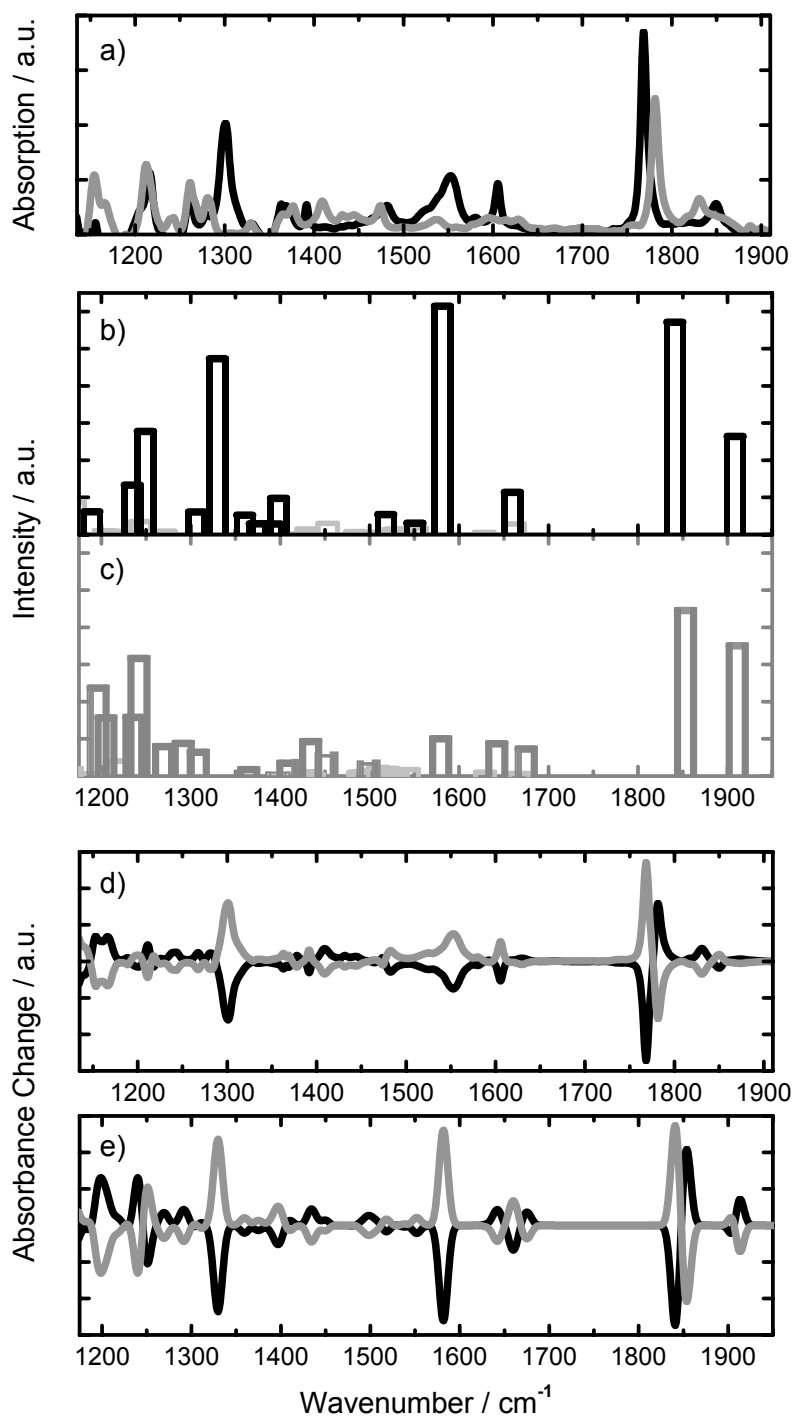 Absorption / a.u.
a)
1200 1300 1400 1500 1600 1700 1800 1900
Intensity / a.u.
b)
c)
1200 1300 1400 1500 1600 1700 1800 1900
Absorbance Change / a.u.
d)
1200 1300 1400 1500 1600 1700 1800 1900
e)
1200 1300 1400 1500 1600 1700 1800 1900
Wavenumber / cm⁻¹